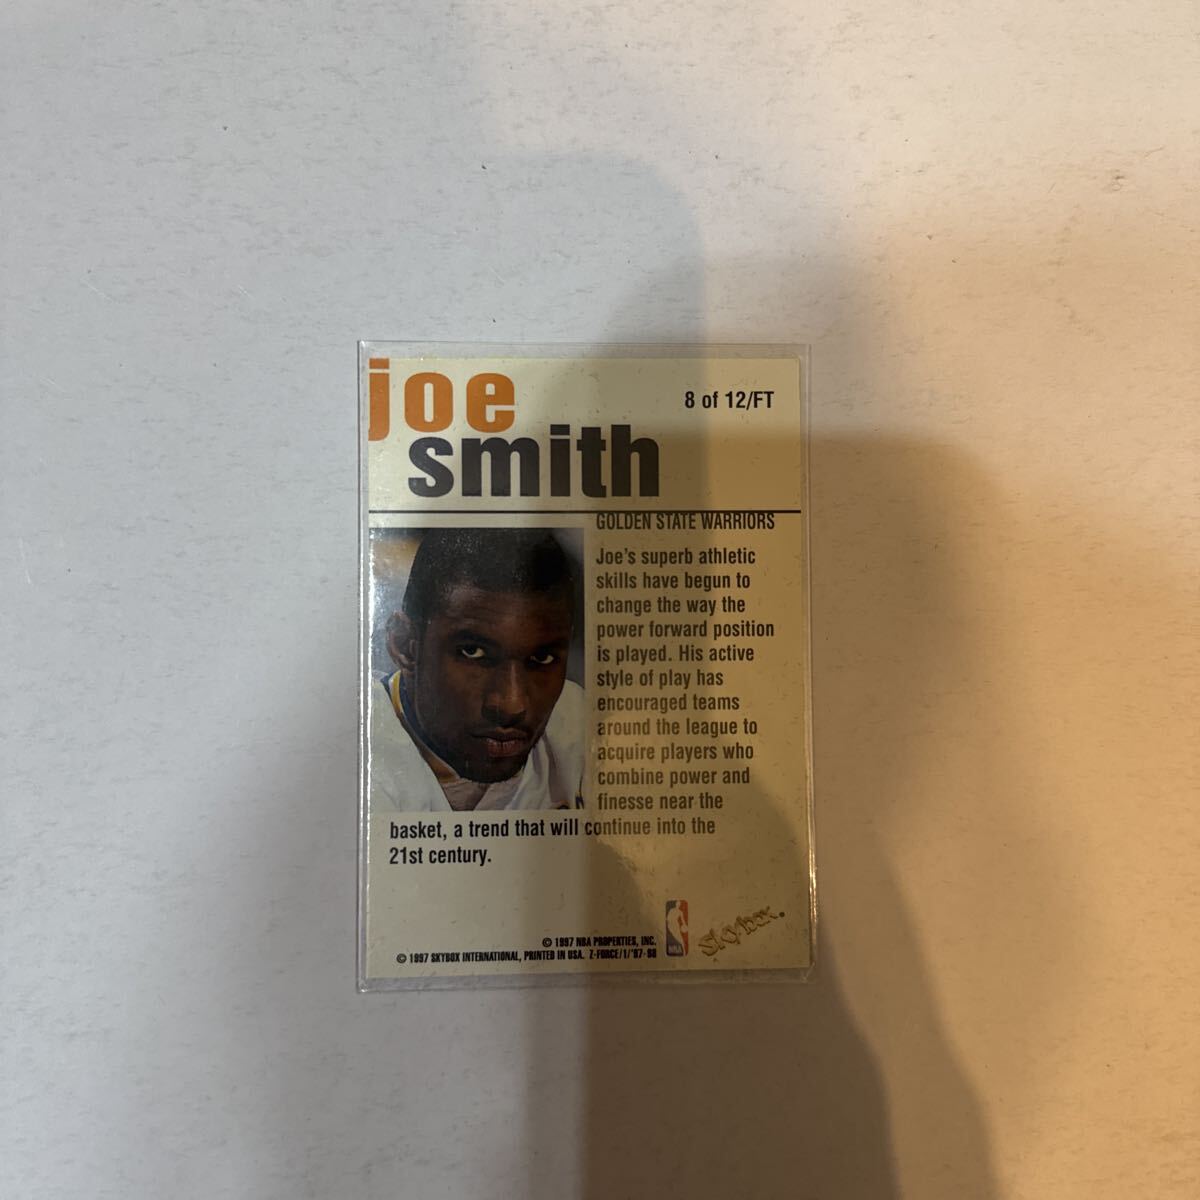 joe
smith
8 of 12/FT
GOLDEN STATE WARRIORS
Joe's superb athletic
skills have begun to
change the way the
power forward position
is played. His active
style of play has
encouraged teams
around the league to
acquire players who
combine power and
finesse near the
basket, a trend that will continue into the
21st century.
© 1997 NBA PROPERTIES, INC.
© 1997 SKYBOX INTERNATIONAL, PRINTED IN USA. Z-FORCE/1/'97-98
NBA
SKYBOX.